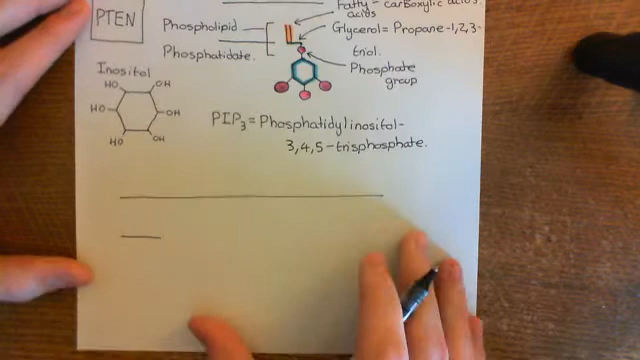 Fatty - carboxylic acids.
acids
PTEN
Phospholipid
Glycerol = Propane-1,2,3-
triol.
Phosphatidate.
Phosphate
group
Inositol
HO
OH
HO
OH
HO
OH
PIP3 = Phosphatidylinositol-
3,4,5-trisphosphate.